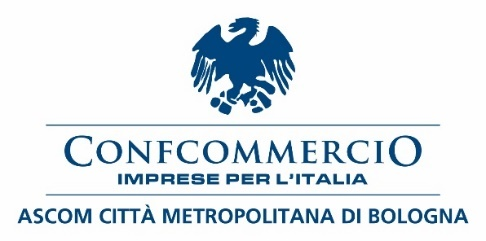 CONFCOMMERCIO
IMPRESE PER L'ITALIA
ASCOM CITTÀ METROPOLITANA DI BOLOGNA